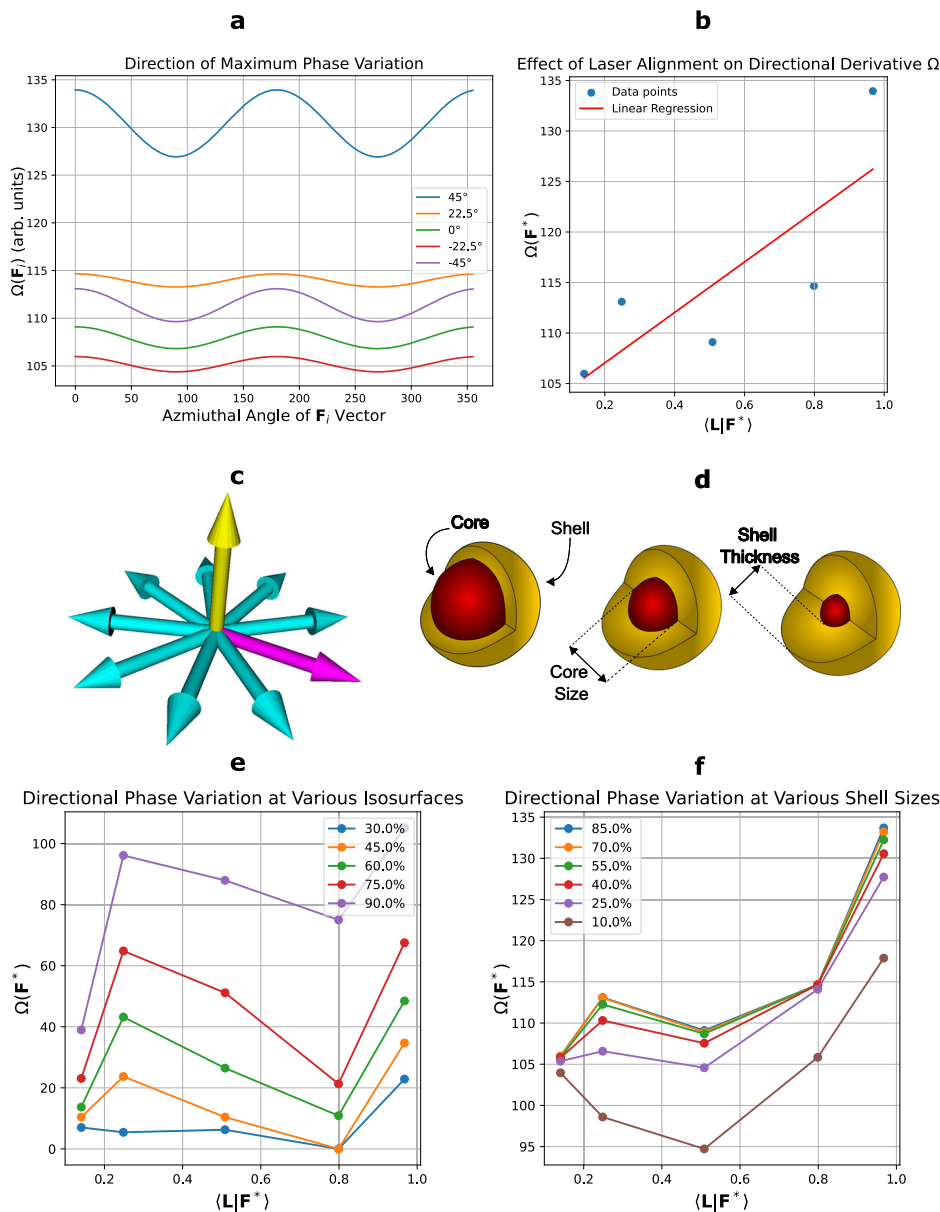 a
Direction of Maximum Phase Variation
135
130
125
120
115
110
105
Ω(F_i) (arb. units)
45°
22.5°
0°
-22.5°
-45°
0 50 100 150 200 250 300 350
Azmiuthal Angle of F_i Vector
b
Effect of Laser Alignment on Directional Derivative Ω
135
130
125
120
115
110
105
Ω(F*)
Data points
Linear Regression
0.2 0.4 0.6 0.8 1.0
⟨L|F*⟩
c
d
Core
Shell
Shell
Thickness
Core
Size
e
Directional Phase Variation at Various Isosurfaces
100
80
60
40
20
0
Ω(F*)
30.0%
45.0%
60.0%
75.0%
90.0%
0.2 0.4 0.6 0.8 1.0
⟨L|F*⟩
f
Directional Phase Variation at Various Shell Sizes
135
130
125
120
115
110
105
100
95
Ω(F*)
85.0%
70.0%
55.0%
40.0%
25.0%
10.0%
0.2 0.4 0.6 0.8 1.0
⟨L|F*⟩